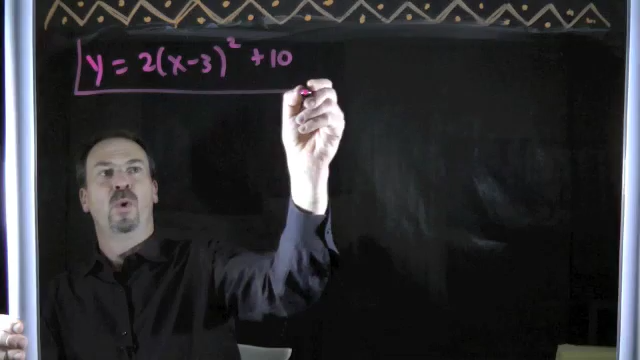 y = 2(x-3)² + 10